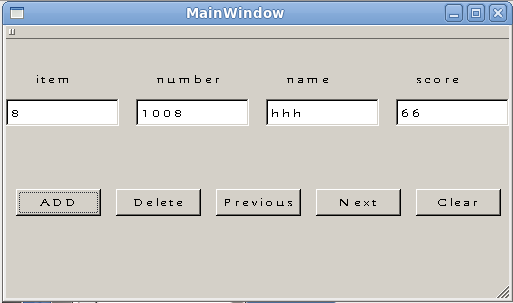 MainWindow
item number name score
8 1008 hhh 66
ADD Delete Previous Next Clear